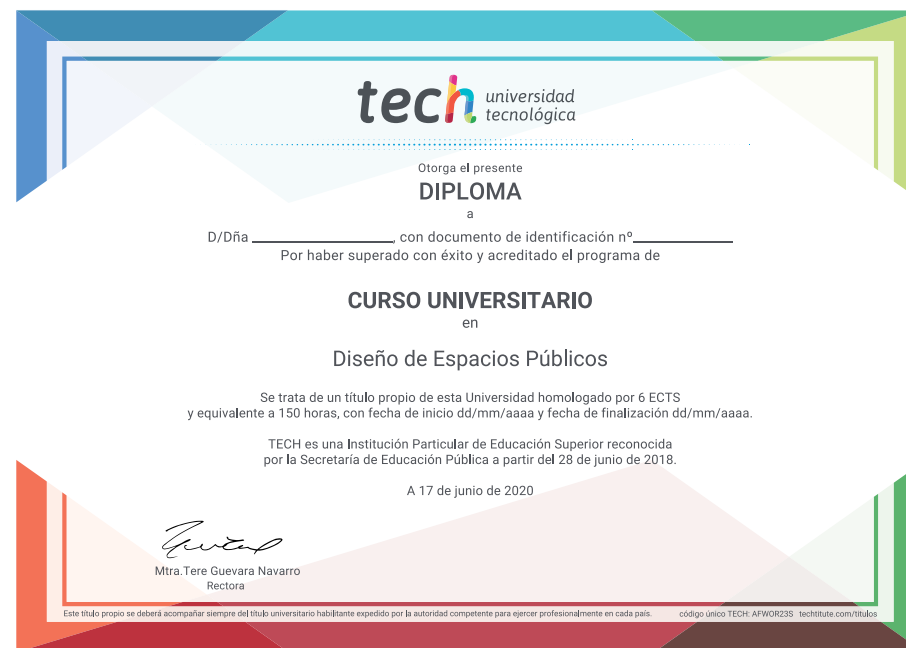 tech universidad
tecnológica
Otorga el presente
DIPLOMA
a
D/Dña ____________________, con documento de identificación nº______________
Por haber superado con éxito y acreditado el programa de
CURSO UNIVERSITARIO
en
Diseño de Espacios Públicos
Se trata de un título propio de esta Universidad homologado por 6 ECTS
y equivalente a 150 horas, con fecha de inicio dd/mm/aaaa y fecha de finalización dd/mm/aaaa.
TECH es una Institución Particular de Educación Superior reconocida
por la Secretaría de Educación Pública a partir del 28 de junio de 2018.
A 17 de junio de 2020
Mtra.Tere Guevara Navarro
Rectora
Este título propio se deberá acompañar siempre del título universitario habilitante expedido por la autoridad competente para ejercer profesionalmente en cada país. código único TECH: AFWOR23S techtitute.com/titulos